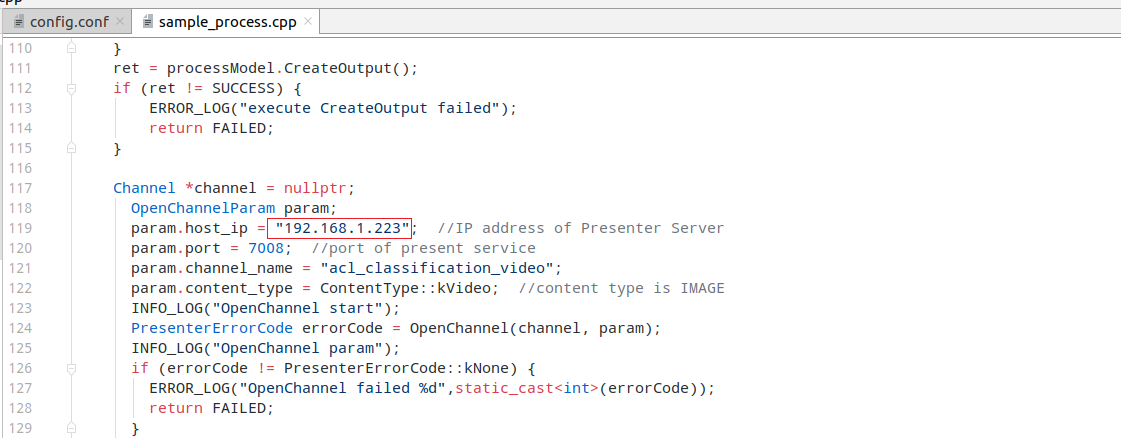 cpp
config.conf × sample_process.cpp ×
110 }
111 ret = processModel.CreateOutput();
112 if (ret != SUCCESS) {
113 ERROR_LOG("execute CreateOutput failed");
114 return FAILED;
115 }
116
117 Channel *channel = nullptr;
118 OpenChannelParam param;
119 param.host_ip = "192.168.1.223"; //IP address of Presenter Server
120 param.port = 7008; //port of present service
121 param.channel_name = "acl_classification_video";
122 param.content_type = ContentType::kVideo; //content type is IMAGE
123 INFO_LOG("OpenChannel start");
124 PresenterErrorCode errorCode = OpenChannel(channel, param);
125 INFO_LOG("OpenChannel param");
126 if (errorCode != PresenterErrorCode::kNone) {
127 ERROR_LOG("OpenChannel failed %d",static_cast<int>(errorCode));
128 return FAILED;
129 }